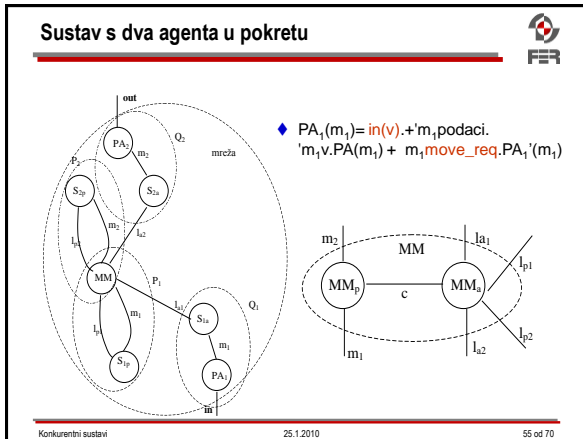 Sustav s dva agenta u pokretu
FER
out
PA2
Q2
m2
mreža
P2
S2p
S2a
m2
lp2
la2
MM
P1
la1
Q1
lp1
m1
S1a
m1
S1p
PA1
in
PA1(m1)= in(v).+'m1podaci.
'm1v.PA(m1) + m1move_req.PA1'(m1)
m2
MM
la1
lp1
MMp
c
MMa
m1
la2
lp2
Konkurentni sustavi 25.1.2010 55 od 70